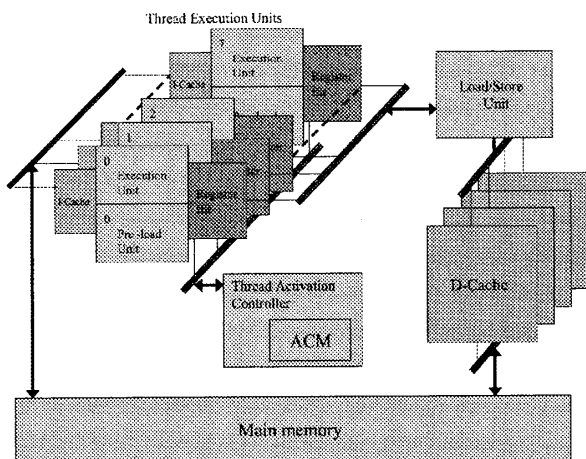 Thread Execution Units
7
Execution
Unit
I-Cache
Register
file
Load/Store
Unit
2
1
0
Execution
Unit
I-Cache
Register
file
0
Pre-load
Unit
D-Cache
Thread Activation
Controller
ACM
Main memory